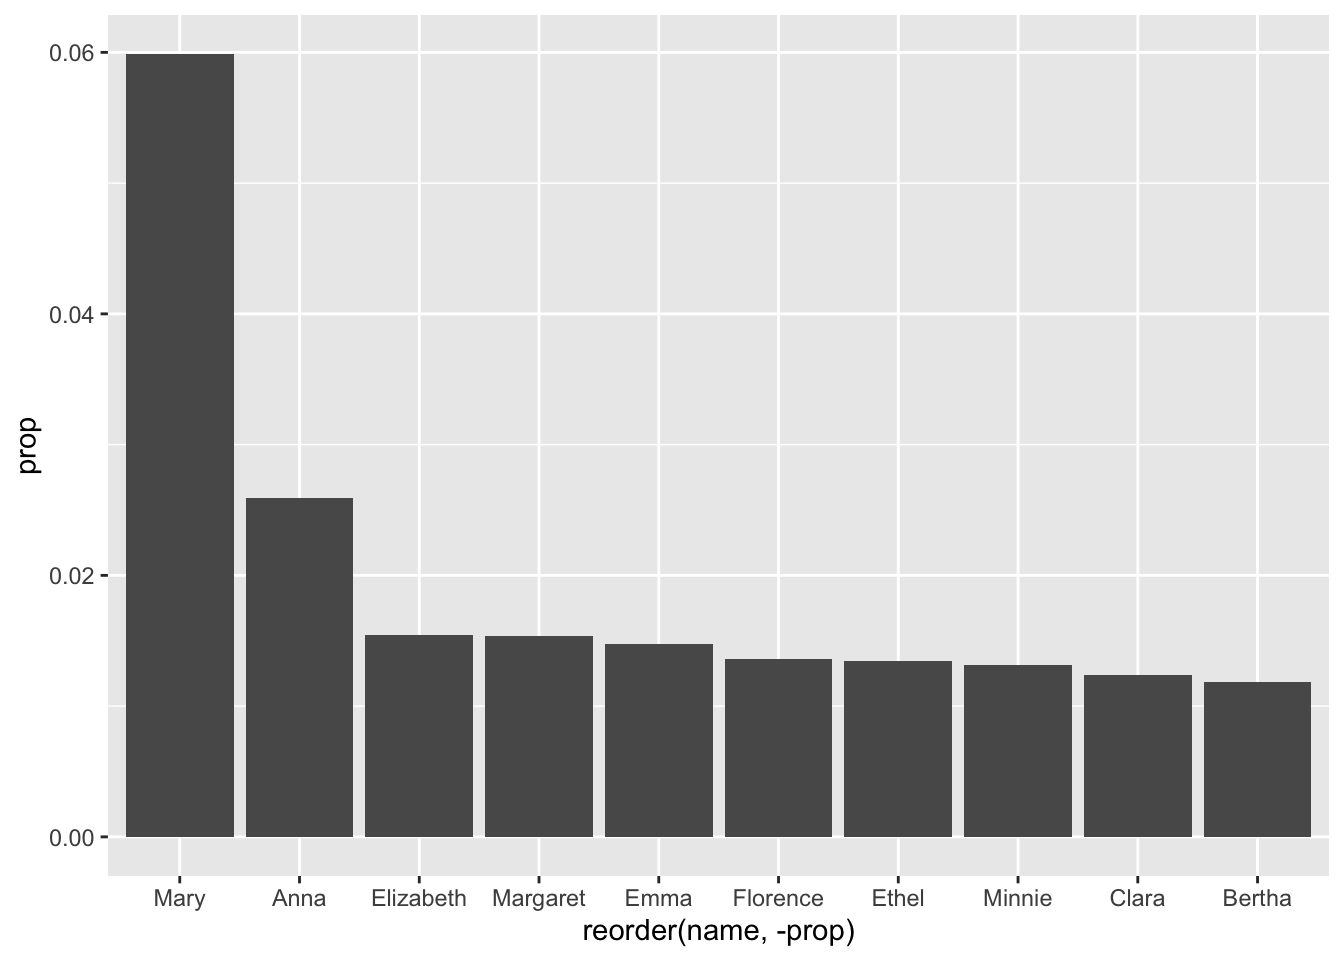 0.06
0.04
0.02
0.00
prop
Mary Anna Elizabeth Margaret Emma Florence Ethel Minnie Clara Bertha
reorder(name, -prop)